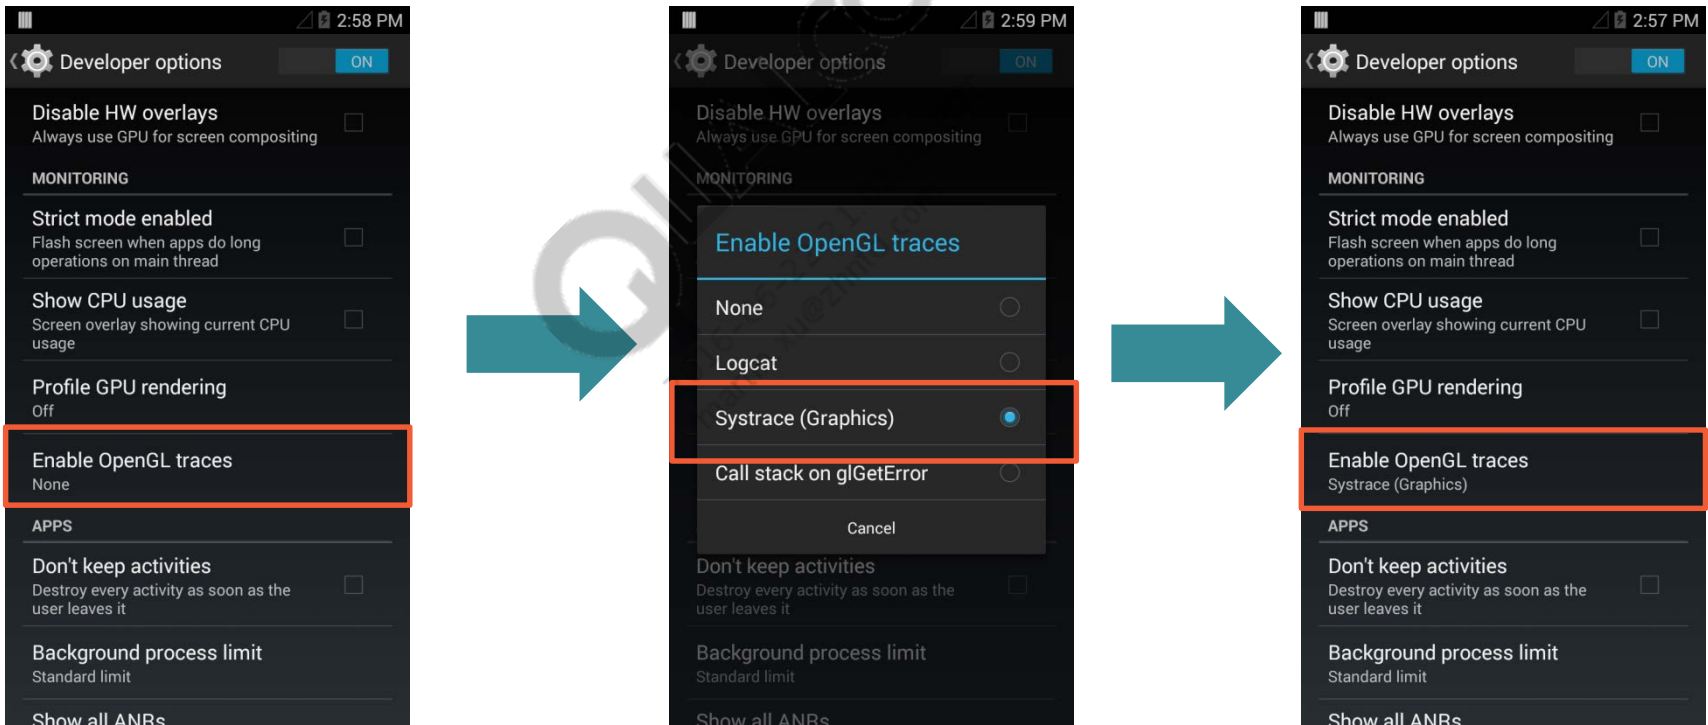 2:58 PM
Developer options
ON
Disable HW overlays
Always use GPU for screen compositing
MONITORING
Strict mode enabled
Flash screen when apps do long
operations on main thread
Show CPU usage
Screen overlay showing current CPU
usage
Profile GPU rendering
Off
Enable OpenGL traces
None
APPS
Don't keep activities
Destroy every activity as soon as the
user leaves it
Background process limit
Standard limit
Show all ANRs
2:59 PM
Developer options
ON
Disable HW overlays
Always use GPU for screen compositing
MONITORING
Enable OpenGL traces
None
Logcat
Systrace (Graphics)
Call stack on glGetError
Cancel
Don't keep activities
Destroy every activity as soon as the
user leaves it
Background process limit
Standard limit
Show all ANRs
2:57 PM
Developer options
ON
Disable HW overlays
Always use GPU for screen compositing
MONITORING
Strict mode enabled
Flash screen when apps do long
operations on main thread
Show CPU usage
Screen overlay showing current CPU
usage
Profile GPU rendering
Off
Enable OpenGL traces
Systrace (Graphics)
APPS
Don't keep activities
Destroy every activity as soon as the
user leaves it
Background process limit
Standard limit
Show all ANRs